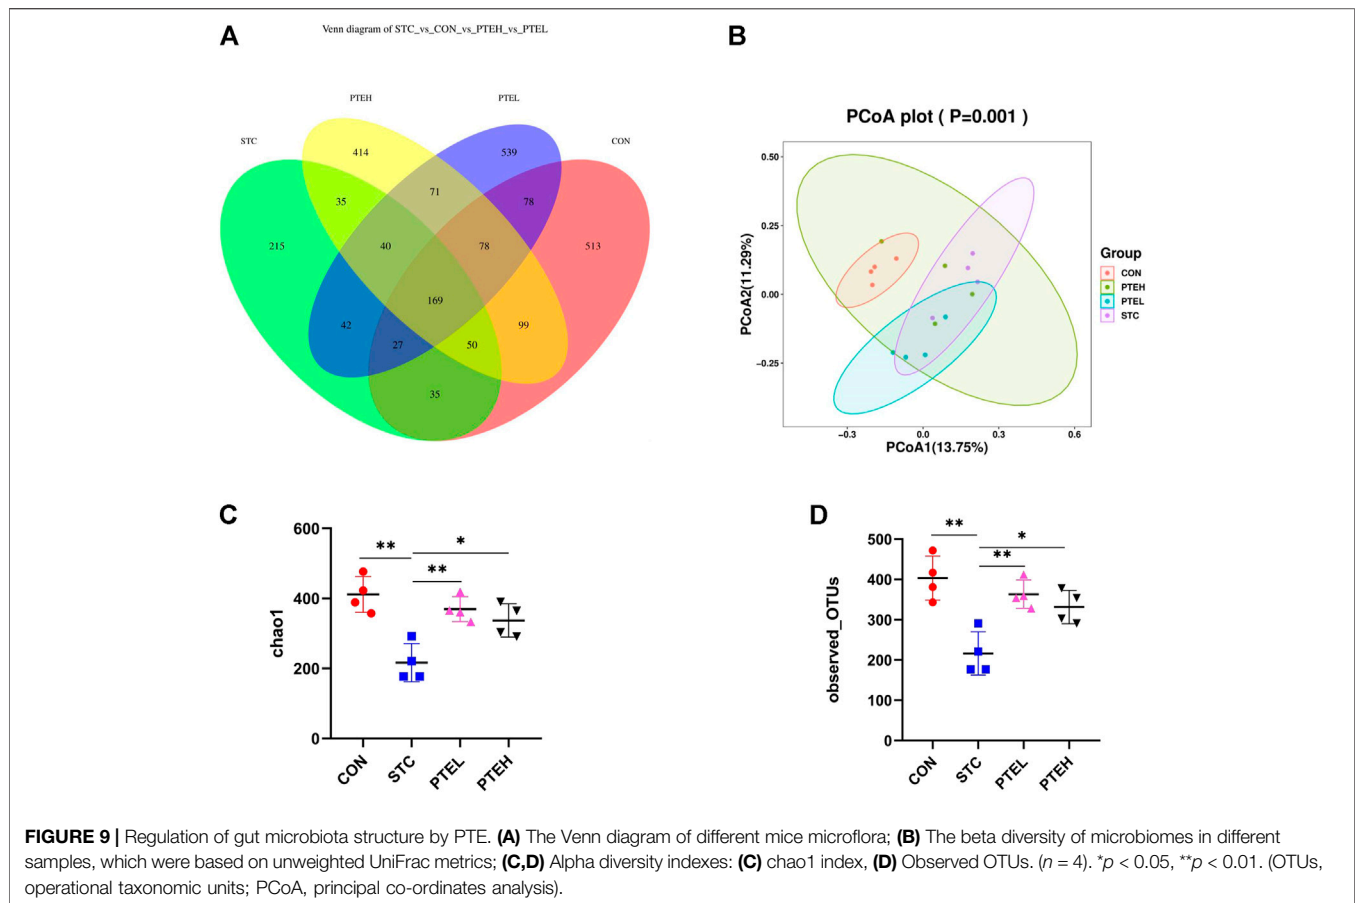 A
Venn diagram of STC_vs_CON_vs_PTEH_vs_PTEL
PTEH
PTEL
STC
CON
414
539
35
71
78
215
40
78
513
169
42
27
50
99
35
B
PCoA plot ( P=0.001 )
PCoA2(11.29%)
0.50
0.25
0.00
−0.25
−0.3
0.0
0.3
0.6
PCoA1(13.75%)
Group
CON
PTEH
PTEL
STC
C
chao1
600
400
200
0
**
*
**
CON
STC
PTEL
PTEH
D
observed_OTUs
500
400
300
200
100
0
**
*
**
CON
STC
PTEL
PTEH
FIGURE 9 | Regulation of gut microbiota structure by PTE. (A) The Venn diagram of different mice microflora; (B) The beta diversity of microbiomes in different
samples, which were based on unweighted UniFrac metrics; (C,D) Alpha diversity indexes: (C) chao1 index, (D) Observed OTUs. (n = 4). *p < 0.05, **p < 0.01. (OTUs,
operational taxonomic units; PCoA, principal co-ordinates analysis).